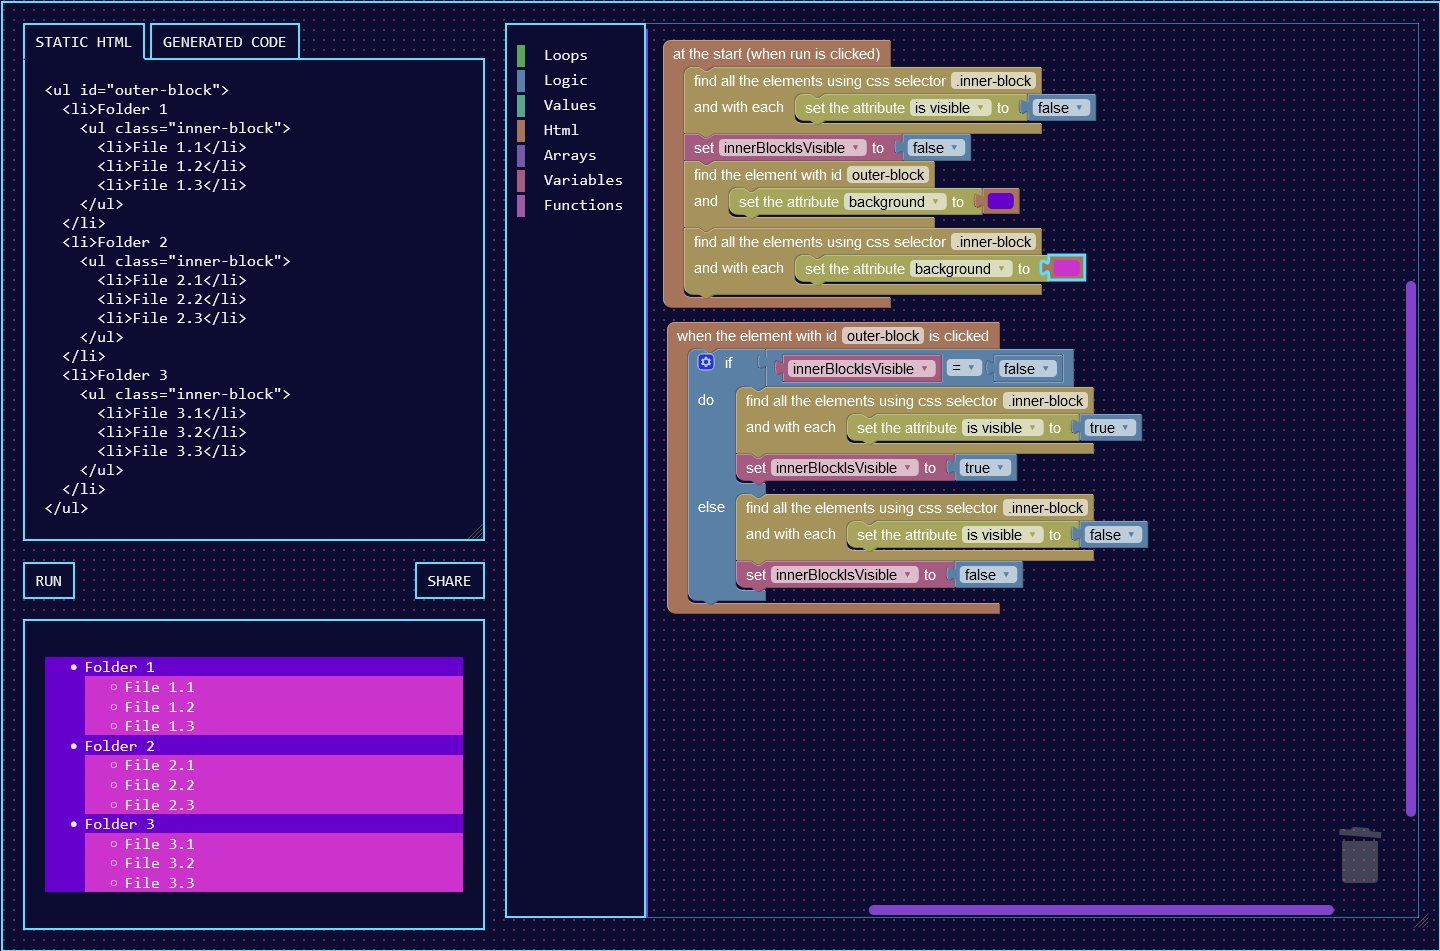 STATIC HTML
GENERATED CODE
<ul id="outer-block">
<li>Folder 1
<ul class="inner-block">
<li>File 1.1</li>
<li>File 1.2</li>
<li>File 1.3</li>
</ul>
</li>
<li>Folder 2
<ul class="inner-block">
<li>File 2.1</li>
<li>File 2.2</li>
<li>File 2.3</li>
</ul>
</li>
<li>Folder 3
<ul class="inner-block">
<li>File 3.1</li>
<li>File 3.2</li>
<li>File 3.3</li>
</ul>
</li>
</ul>
RUN
SHARE
Folder 1
File 1.1
File 1.2
File 1.3
Folder 2
File 2.1
File 2.2
File 2.3
Folder 3
File 3.1
File 3.2
File 3.3
Loops
Logic
Values
Html
Arrays
Variables
Functions
at the start (when run is clicked)
find all the elements using css selector .inner-block
and with each set the attribute is visible to false
set innerBlockIsVisible to false
find the element with id outer-block
and set the attribute background to
find all the elements using css selector .inner-block
and with each set the attribute background to
when the element with id outer-block is clicked
if innerBlockIsVisible = false
do find all the elements using css selector .inner-block
and with each set the attribute is visible to true
set innerBlockIsVisible to true
else find all the elements using css selector .inner-block
and with each set the attribute is visible to false
set innerBlockIsVisible to false